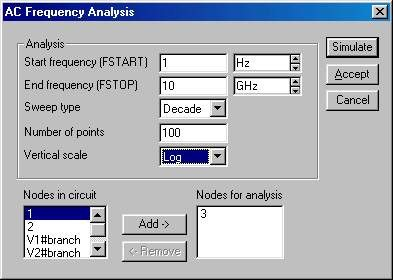 AC Frequency Analysis
Analysis
Start frequency (FSTART) 1 Hz
End frequency (FSTOP) 10 GHz
Sweep type Decade
Number of points 100
Vertical scale Log
Simulate
Accept
Cancel
Nodes in circuit
1
2
V1#branch
V2#branch
Add ->
<- Remove
Nodes for analysis
3